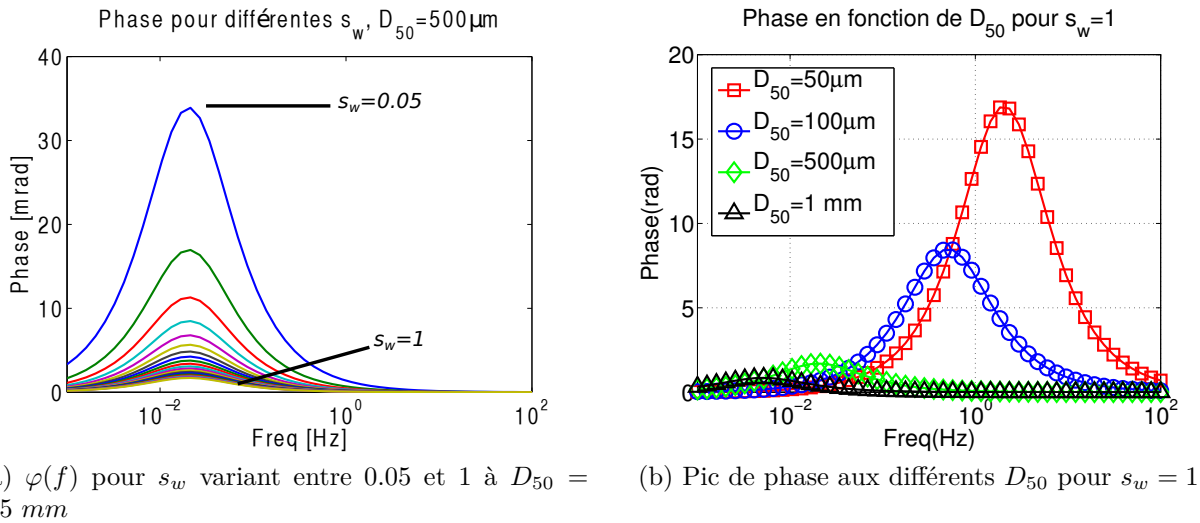 Phase pour différentes s_w, D_50=500µm
40
30
20
10
0
Phase [mrad]
s_w=0.05
s_w=1
10^-2
10^0
10^2
Freq [Hz]
) φ(f) pour s_w variant entre 0.05 et 1 à D_50 =
5 mm
Phase en fonction de D_50 pour s_w=1
20
15
10
5
0
Phase(rad)
D_50=50µm
D_50=100µm
D_50=500µm
D_50=1 mm
10^-2
10^0
10^2
Freq(Hz)
(b) Pic de phase aux différents D_50 pour s_w = 1